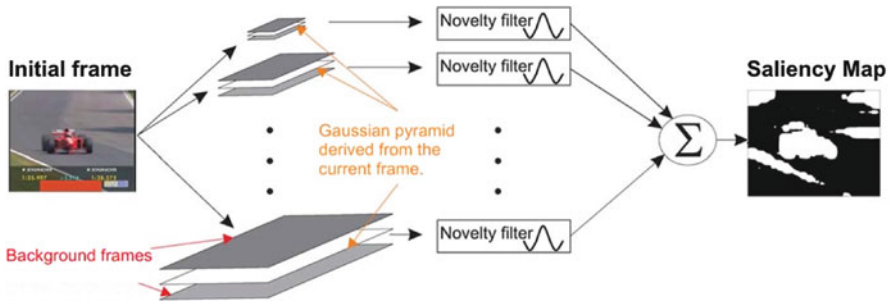 Novelty filter
Initial frame
Novelty filter
Saliency Map
Gaussian pyramid
derived from the
current frame.
Σ
Novelty filter
Background frames